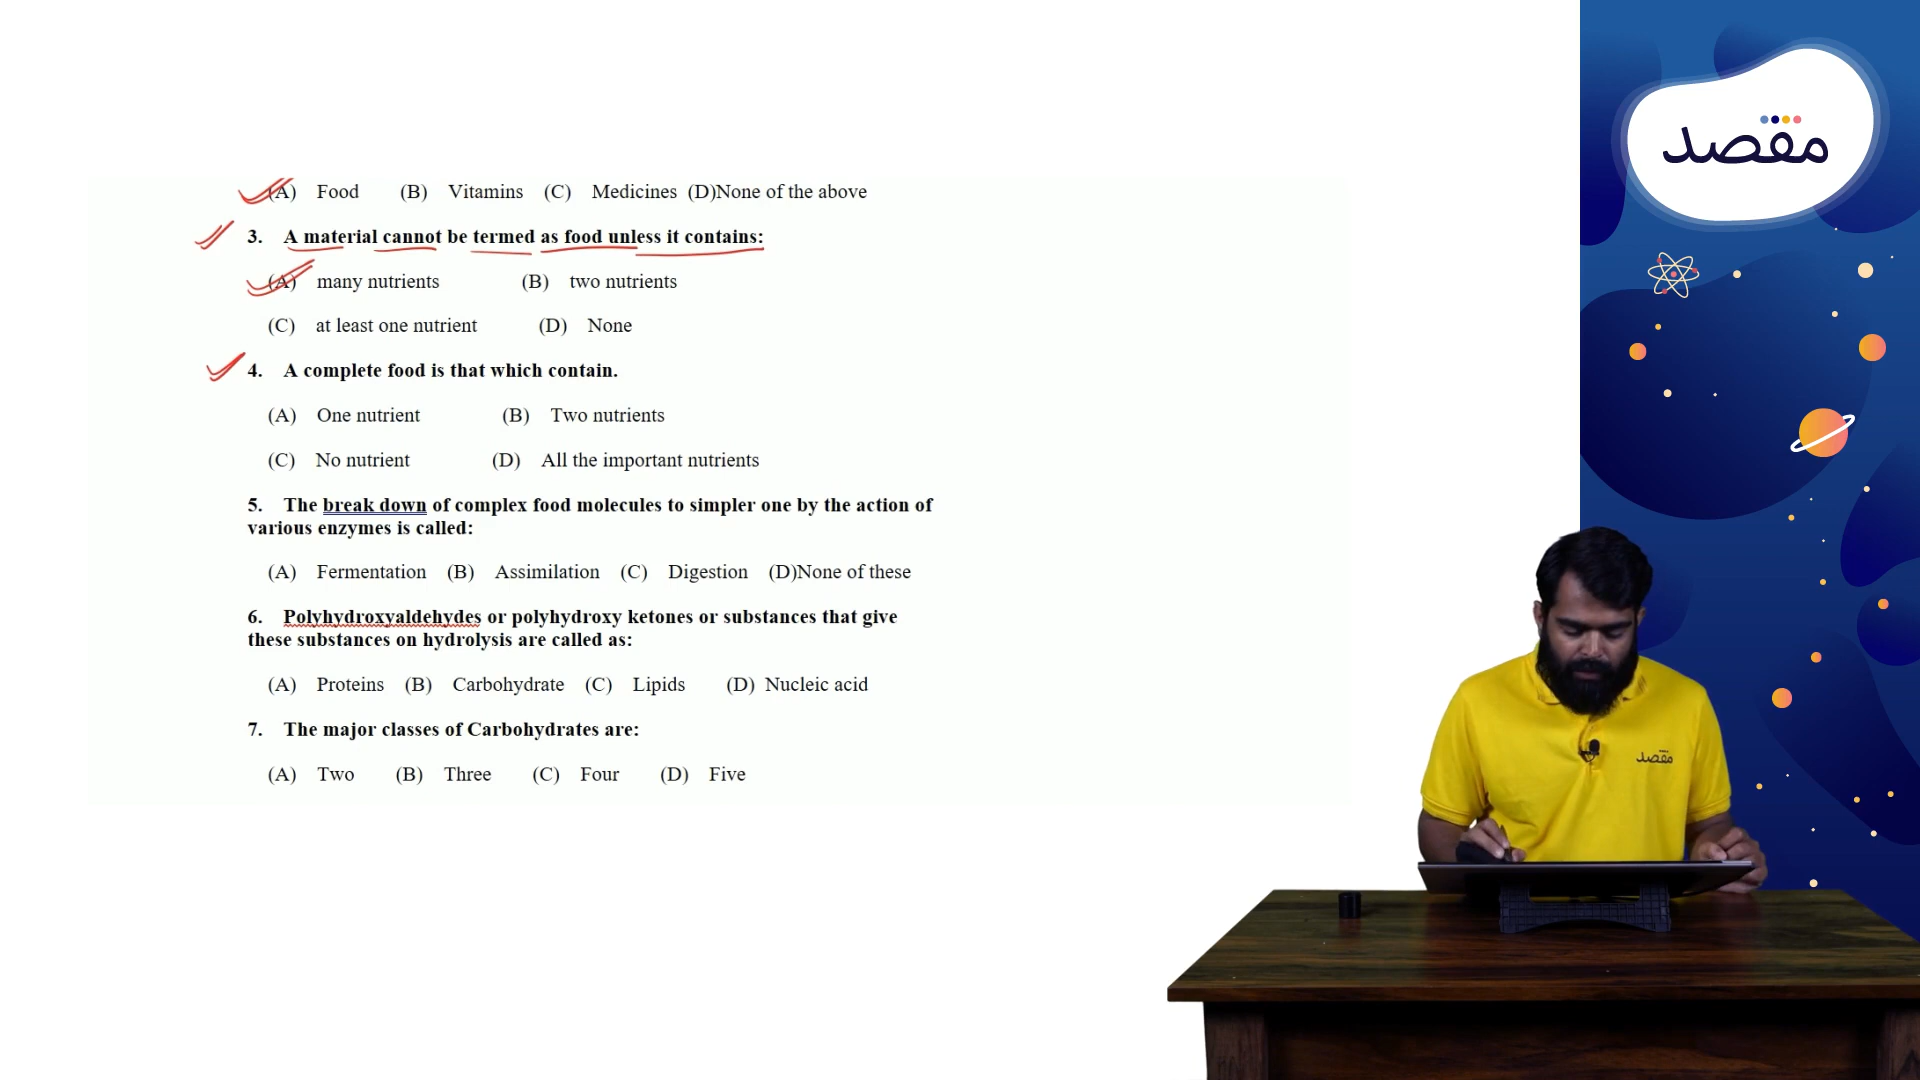 (A) Food (B) Vitamins (C) Medicines (D)None of the above
3. A material cannot be termed as food unless it contains:
(A) many nutrients (B) two nutrients
(C) at least one nutrient (D) None
4. A complete food is that which contain.
(A) One nutrient (B) Two nutrients
(C) No nutrient (D) All the important nutrients
5. The break down of complex food molecules to simpler one by the action of
various enzymes is called:
(A) Fermentation (B) Assimilation (C) Digestion (D)None of these
6. Polyhydroxyaldehydes or polyhydroxy ketones or substances that give
these substances on hydrolysis are called as:
(A) Proteins (B) Carbohydrate (C) Lipids (D) Nucleic acid
7. The major classes of Carbohydrates are:
(A) Two (B) Three (C) Four (D) Five
مقصد
مقصد